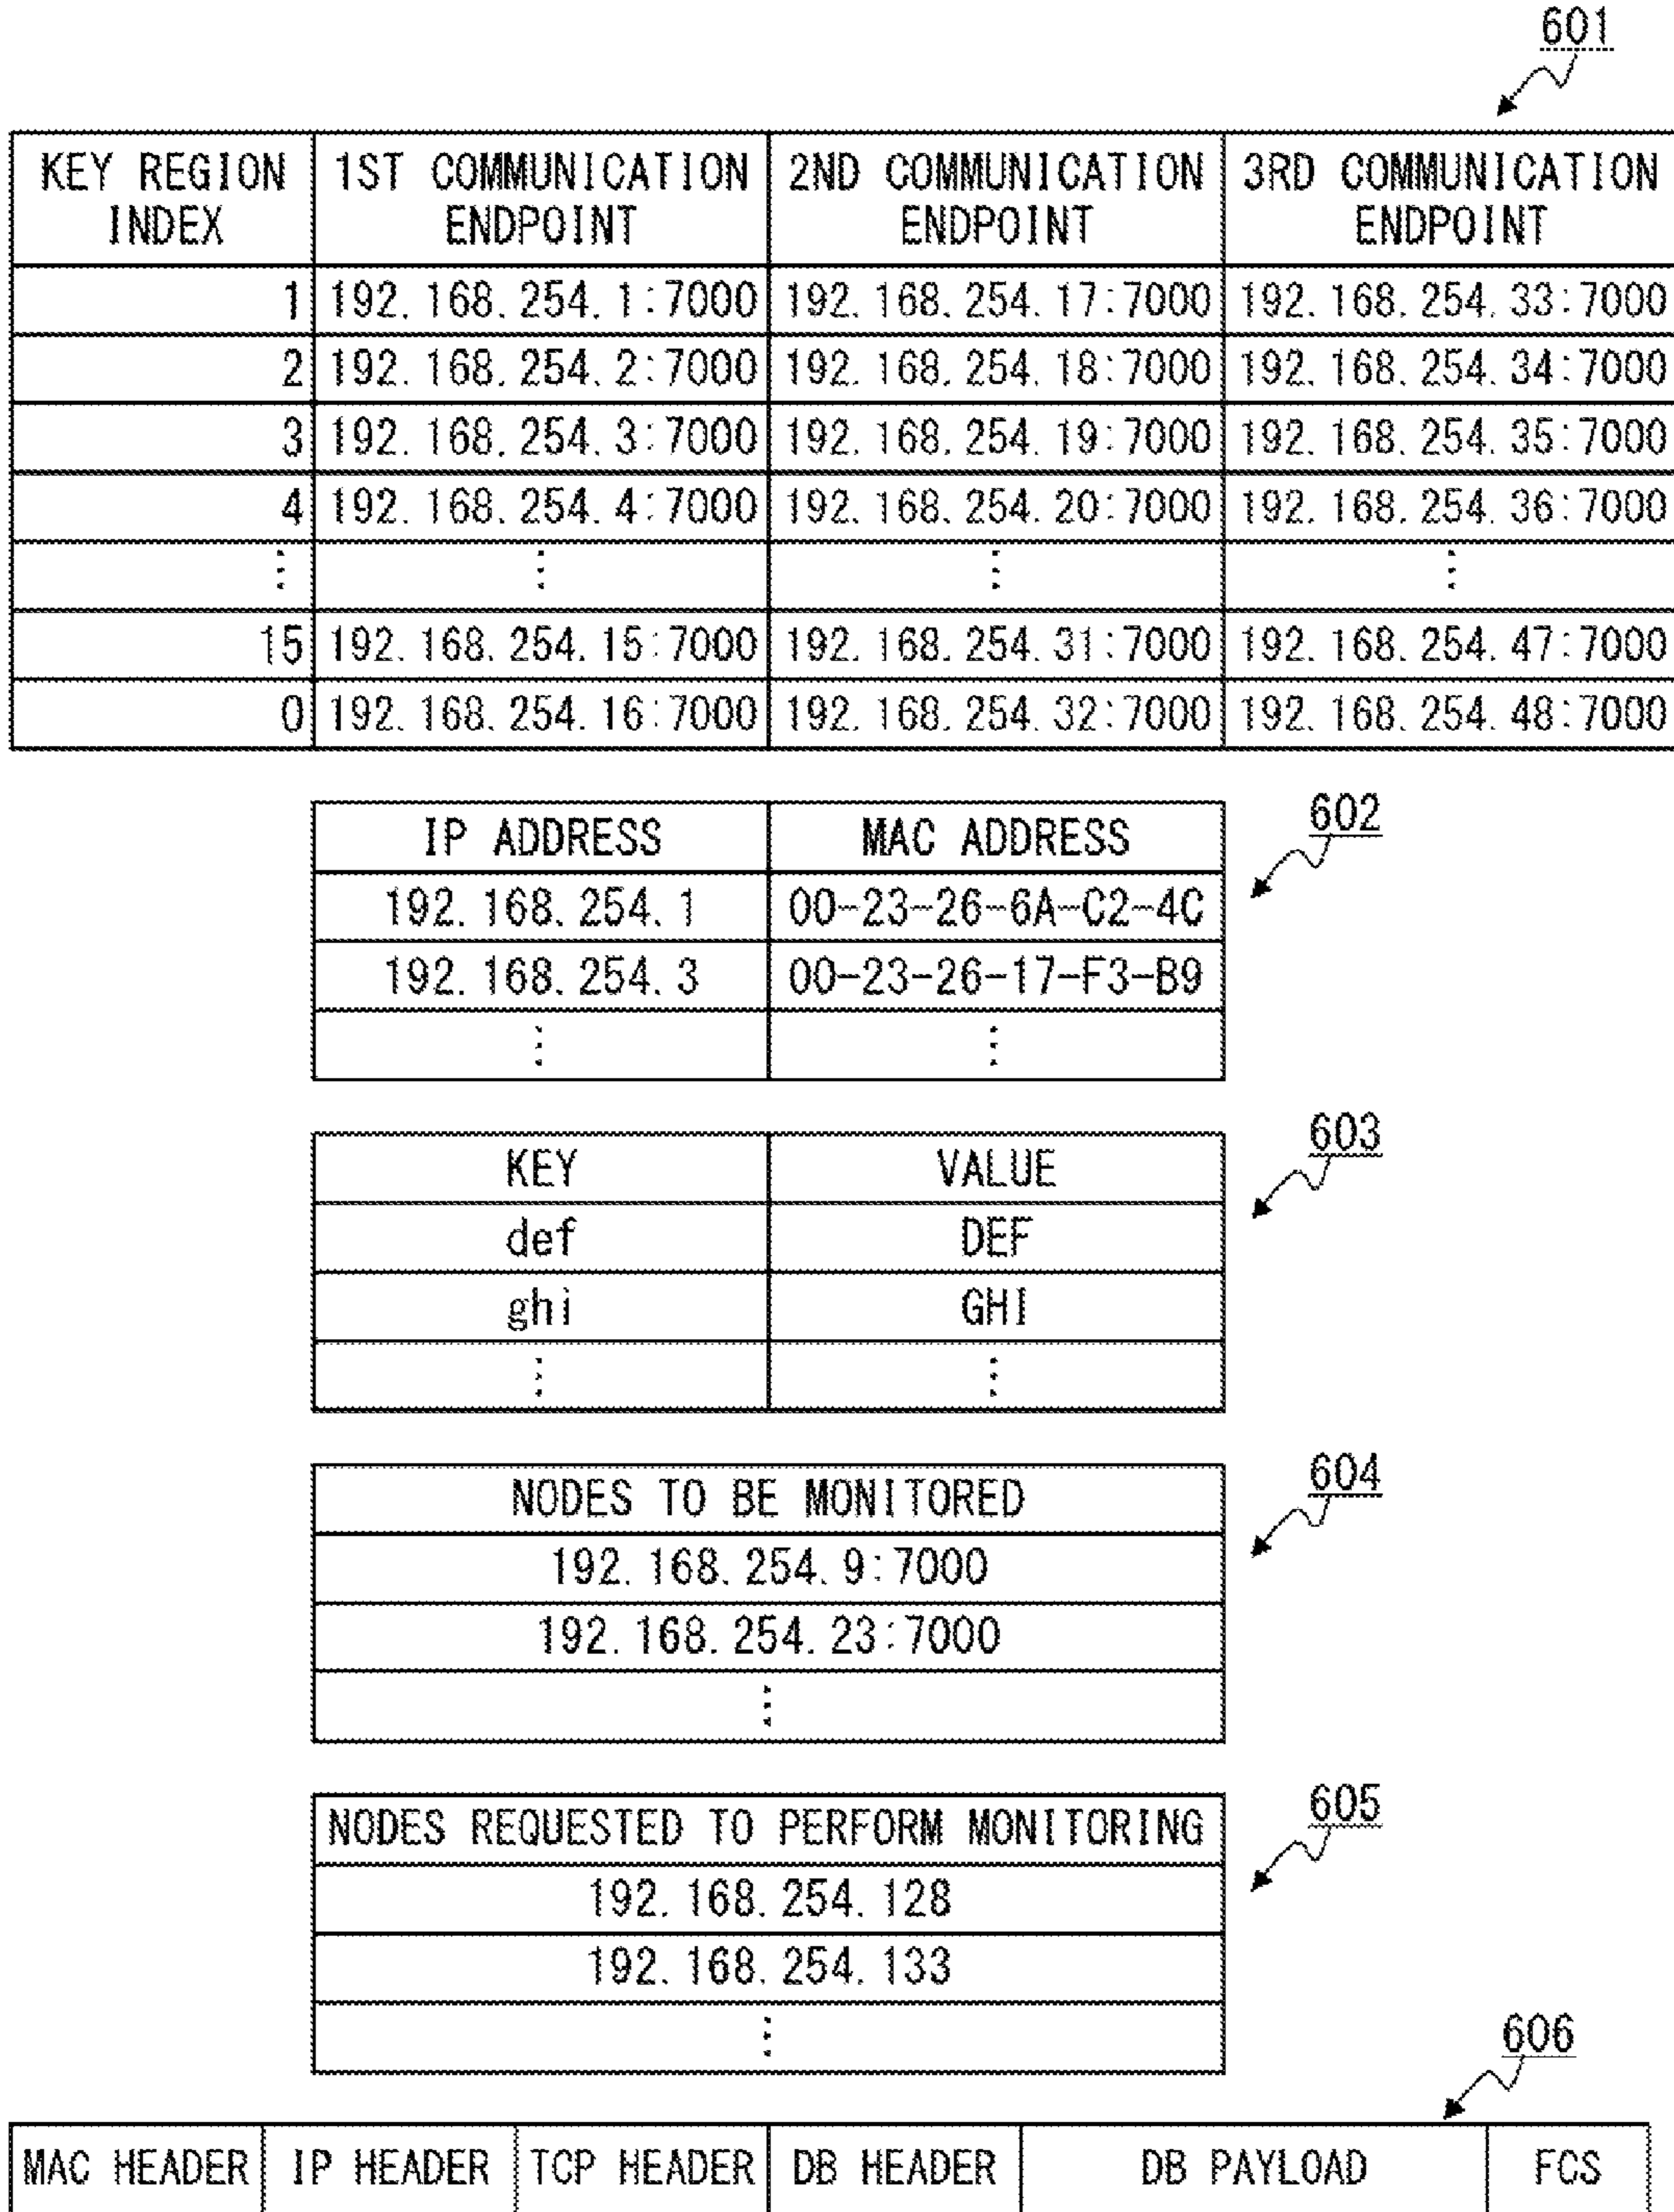 601
KEY REGION INDEX 1ST COMMUNICATION ENDPOINT 2ND COMMUNICATION ENDPOINT 3RD COMMUNICATION ENDPOINT
1 192.168.254.1:7000 192.168.254.17:7000 192.168.254.33:7000
2 192.168.254.2:7000 192.168.254.18:7000 192.168.254.34:7000
3 192.168.254.3:7000 192.168.254.19:7000 192.168.254.35:7000
4 192.168.254.4:7000 192.168.254.20:7000 192.168.254.36:7000
⋮ ⋮ ⋮ ⋮
15 192.168.254.15:7000 192.168.254.31:7000 192.168.254.47:7000
0 192.168.254.16:7000 192.168.254.32:7000 192.168.254.48:7000
602
IP ADDRESS MAC ADDRESS
192.168.254.1 00-23-26-6A-C2-4C
192.168.254.3 00-23-26-17-F3-B9
⋮ ⋮
603
KEY VALUE
def DEF
ghi GHI
⋮ ⋮
604
NODES TO BE MONITORED
192.168.254.9:7000
192.168.254.23:7000
⋮
605
NODES REQUESTED TO PERFORM MONITORING
192.168.254.128
192.168.254.133
⋮
606
MAC HEADER IP HEADER TCP HEADER DB HEADER DB PAYLOAD FCS